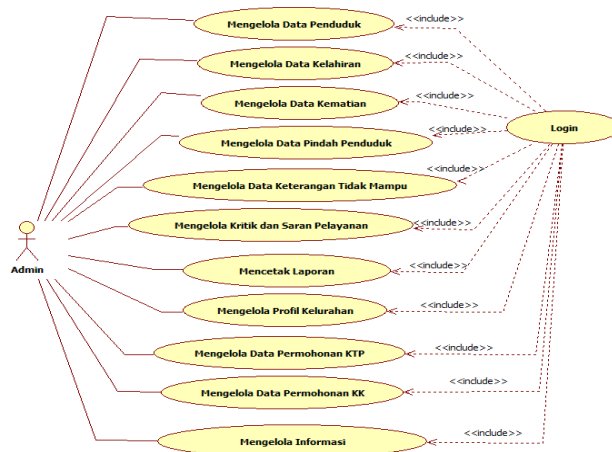 Mengelola Data Penduduk
<<include>>
Mengelola Data Kelahiran
<<include>>
Mengelola Data Kematian
<<include>>
Login
Mengelola Data Pindah Penduduk
<<include>>
Mengelola Data Keterangan Tidak Mampu
<<include>>
Mengelola Kritik dan Saran Pelayanan
<<include>>
Admin
Mencetak Laporan
<<include>>
Mengelola Profil Kelurahan
<<include>>
Mengelola Data Permohonan KTP
<<include>>
Mengelola Data Permohonan KK
<<include>>
Mengelola Informasi
<<include>>